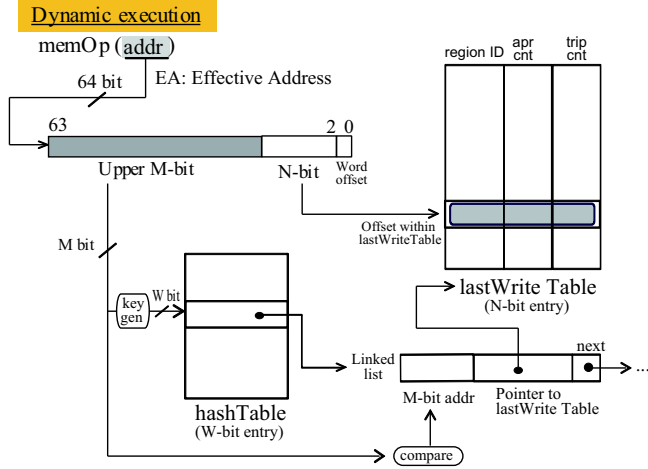 Dynamic execution
memOp (addr)
64 bit
EA: Effective Address
63
2 0
Upper M-bit
N-bit
Word
offset
region ID
apr
cnt
trip
cnt
Offset within
lastWriteTable
M bit
key
gen
W bit
lastWrite Table
(N-bit entry)
hashTable
(W-bit entry)
Linked
list
next
...
M-bit addr
Pointer to
lastWrite Table
compare